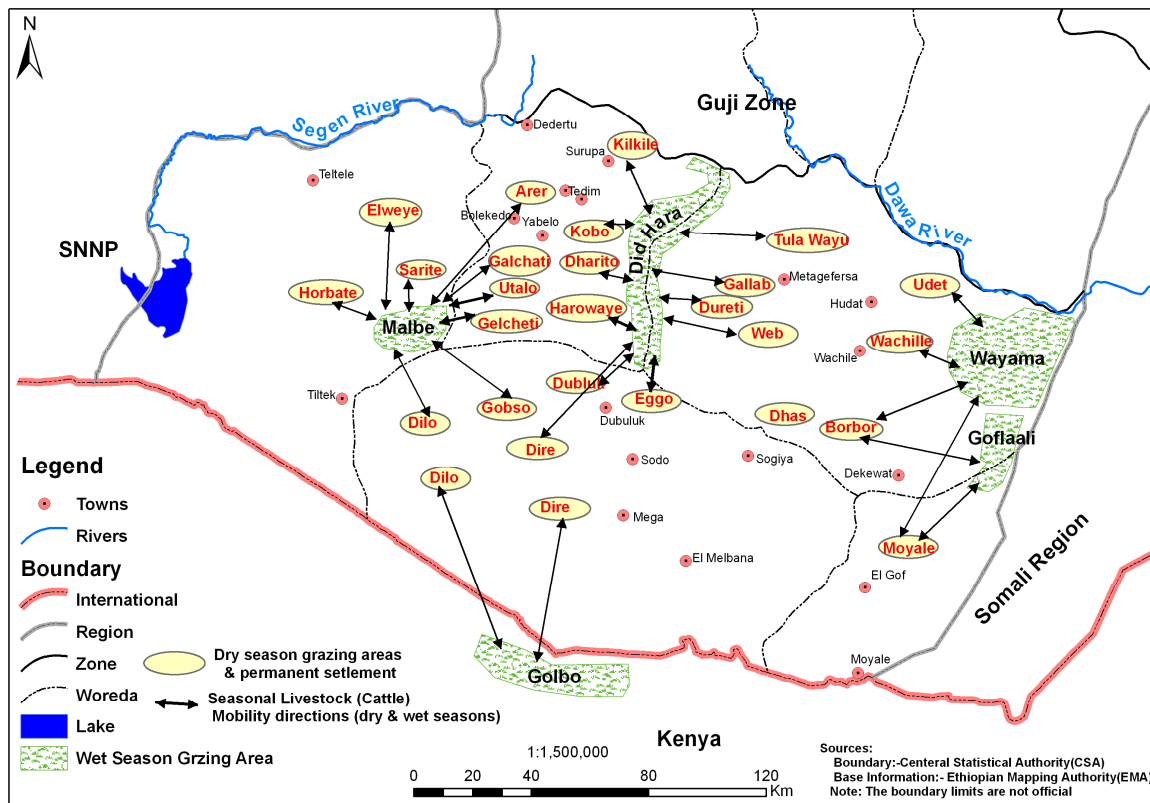 N
Guji Zone
Segen River
Dedertu
Kilkile
Surupa
Teltele
Arer
Tedim
Elweye
Bolekedo
Yabelo
Kobo
Did Hara
Tula Wayu
Dawa River
SNNP
Sarite
Galchati
Dharito
Metagefersa
Horbate
Utalo
Gallab
Udet
Harowaye
Dureti
Hudat
Malbe
Gelcheti
Web
Wachille
Wayama
Wachile
Dubluk
Tiltek
Eggo
Gobso
Dilo
Dubuluk
Dhas
Borbor
Goflaali
Dire
Sodo
Sogiya
Dekewat
Dilo
Dire
Mega
Moyale
El Melbana
El Gof
Somali Region
Moyale
Golbo
Kenya
Legend
Towns
Rivers
Boundary
International
Region
Zone
Woreda
Lake
Wet Season Grzing Area
Dry season grazing areas
& permanent setlement
Seasonal Livestock (Cattle)
Mobility directions (dry & wet seasons)
1:1,500,000
0 20 40 80 120
Km
Sources:
Boundary:-Centeral Statistical Authority(CSA)
Base Information:- Ethiopian Mapping Authority(EMA)
Note: The boundary limits are not official